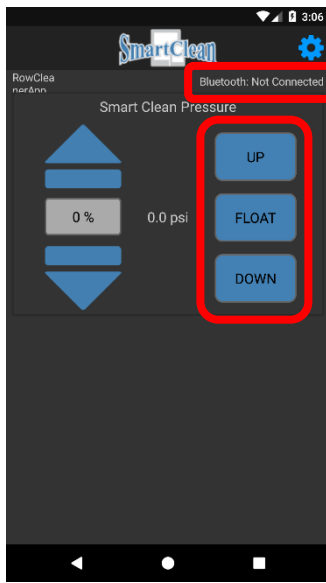 3:06
SmartClean
RowClea
nerApp
Bluetooth: Not Connected
Smart Clean Pressure
UP
0 %
0.0 psi
FLOAT
DOWN